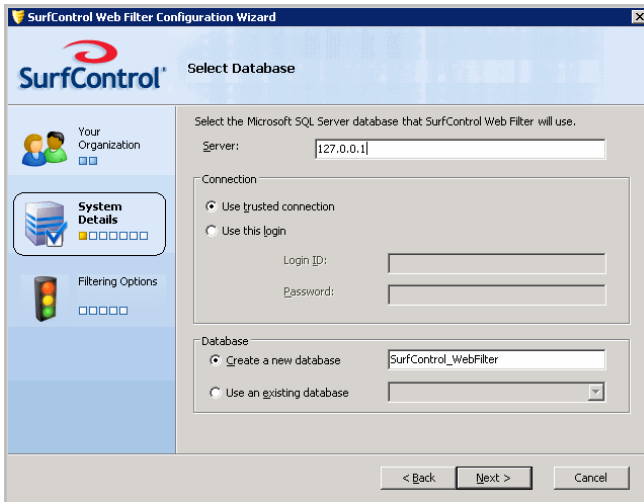 SurfControl Web Filter Configuration Wizard
SurfControl
Select Database
Your
Organization
System
Details
Filtering Options
Select the Microsoft SQL Server database that SurfControl Web Filter will use.
Server:
127.0.0.1
Connection
Use trusted connection
Use this login
Login ID:
Password:
Database
Create a new database
SurfControl_WebFilter
Use an existing database
< Back
Next >
Cancel